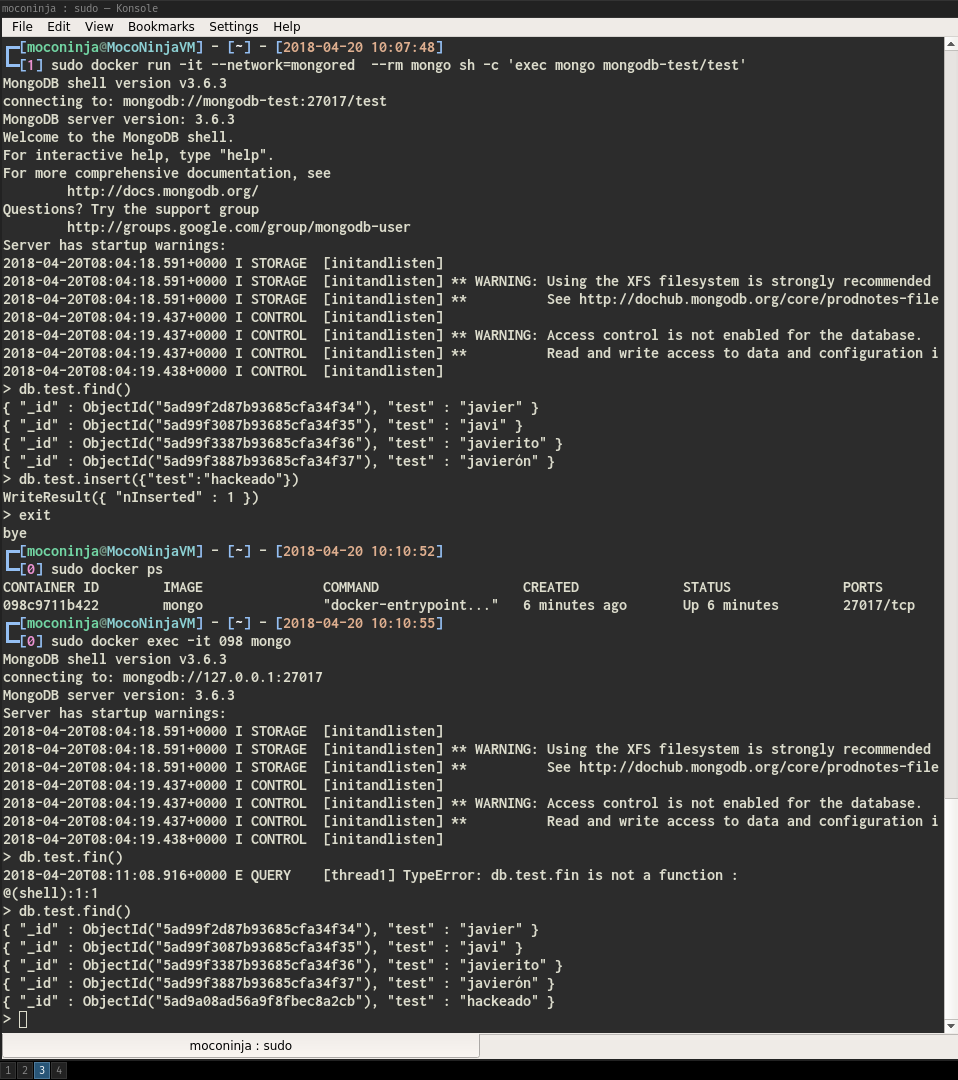 moconinja : sudo — Konsole
File Edit View Bookmarks Settings Help
[moconinja@MocoNinjaVM] - [~] - [2018-04-20 10:07:48]
[1] sudo docker run -it --network=mongored  --rm mongo sh -c 'exec mongo mongodb-test/test'
MongoDB shell version v3.6.3
connecting to: mongodb://mongodb-test:27017/test
MongoDB server version: 3.6.3
Welcome to the MongoDB shell.
For interactive help, type "help".
For more comprehensive documentation, see
http://docs.mongodb.org/
Questions? Try the support group
http://groups.google.com/group/mongodb-user
Server has startup warnings:
2018-04-20T08:04:18.591+0000 I STORAGE  [initandlisten]
2018-04-20T08:04:18.591+0000 I STORAGE  [initandlisten] ** WARNING: Using the XFS filesystem is strongly recommended
2018-04-20T08:04:18.591+0000 I STORAGE  [initandlisten] **          See http://dochub.mongodb.org/core/prodnotes-file
2018-04-20T08:04:19.437+0000 I CONTROL  [initandlisten]
2018-04-20T08:04:19.437+0000 I CONTROL  [initandlisten] ** WARNING: Access control is not enabled for the database.
2018-04-20T08:04:19.437+0000 I CONTROL  [initandlisten] **          Read and write access to data and configuration i
2018-04-20T08:04:19.438+0000 I CONTROL  [initandlisten]
> db.test.find()
{ "_id" : ObjectId("5ad99f2d87b93685cfa34f34"), "test" : "javier" }
{ "_id" : ObjectId("5ad99f3087b93685cfa34f35"), "test" : "javi" }
{ "_id" : ObjectId("5ad99f3387b93685cfa34f36"), "test" : "javierito" }
{ "_id" : ObjectId("5ad99f3887b93685cfa34f37"), "test" : "javierón" }
> db.test.insert({"test":"hackeado"})
WriteResult({ "nInserted" : 1 })
> exit
bye
[moconinja@MocoNinjaVM] - [~] - [2018-04-20 10:10:52]
[0] sudo docker ps
CONTAINER ID        IMAGE               COMMAND                  CREATED             STATUS              PORTS
098c9711b422        mongo               "docker-entrypoint..."   6 minutes ago       Up 6 minutes        27017/tcp
[moconinja@MocoNinjaVM] - [~] - [2018-04-20 10:10:55]
[0] sudo docker exec -it 098 mongo
MongoDB shell version v3.6.3
connecting to: mongodb://127.0.0.1:27017
MongoDB server version: 3.6.3
Server has startup warnings:
2018-04-20T08:04:18.591+0000 I STORAGE  [initandlisten]
2018-04-20T08:04:18.591+0000 I STORAGE  [initandlisten] ** WARNING: Using the XFS filesystem is strongly recommended
2018-04-20T08:04:18.591+0000 I STORAGE  [initandlisten] **          See http://dochub.mongodb.org/core/prodnotes-file
2018-04-20T08:04:19.437+0000 I CONTROL  [initandlisten]
2018-04-20T08:04:19.437+0000 I CONTROL  [initandlisten] ** WARNING: Access control is not enabled for the database.
2018-04-20T08:04:19.437+0000 I CONTROL  [initandlisten] **          Read and write access to data and configuration i
2018-04-20T08:04:19.438+0000 I CONTROL  [initandlisten]
> db.test.fin()
2018-04-20T08:11:08.916+0000 E QUERY    [thread1] TypeError: db.test.fin is not a function :
@(shell):1:1
> db.test.find()
{ "_id" : ObjectId("5ad99f2d87b93685cfa34f34"), "test" : "javier" }
{ "_id" : ObjectId("5ad99f3087b93685cfa34f35"), "test" : "javi" }
{ "_id" : ObjectId("5ad99f3387b93685cfa34f36"), "test" : "javierito" }
{ "_id" : ObjectId("5ad99f3887b93685cfa34f37"), "test" : "javierón" }
{ "_id" : ObjectId("5ad9a08ad56a9f8fbec8a2cb"), "test" : "hackeado" }
>
moconinja : sudo
1 2 3 4